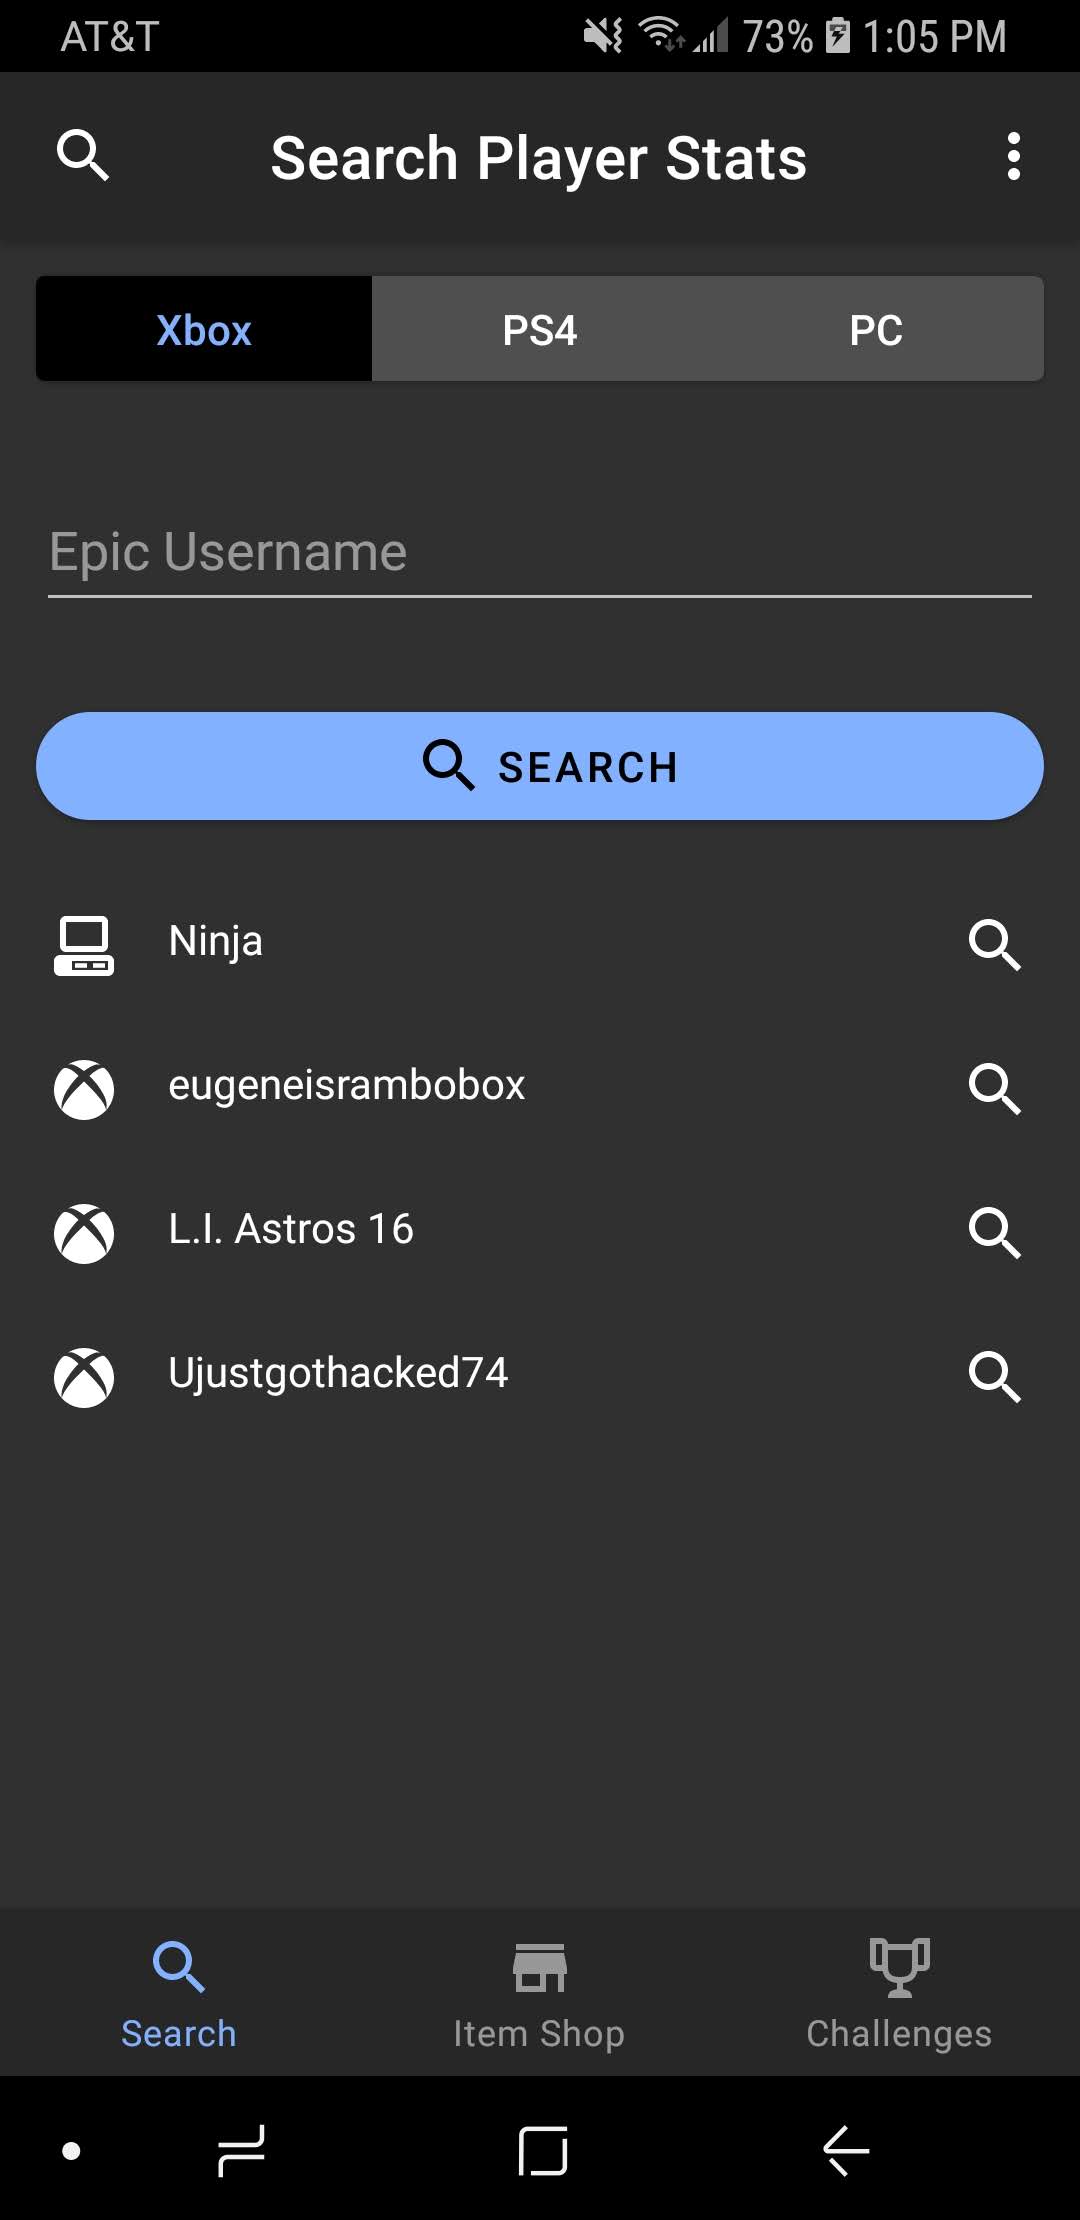 AT&T 73% 1:05 PM
Search Player Stats
Xbox PS4 PC
Epic Username
SEARCH
Ninja
eugeneisrambobox
L.I. Astros 16
Ujustgothacked74
Search Item Shop Challenges